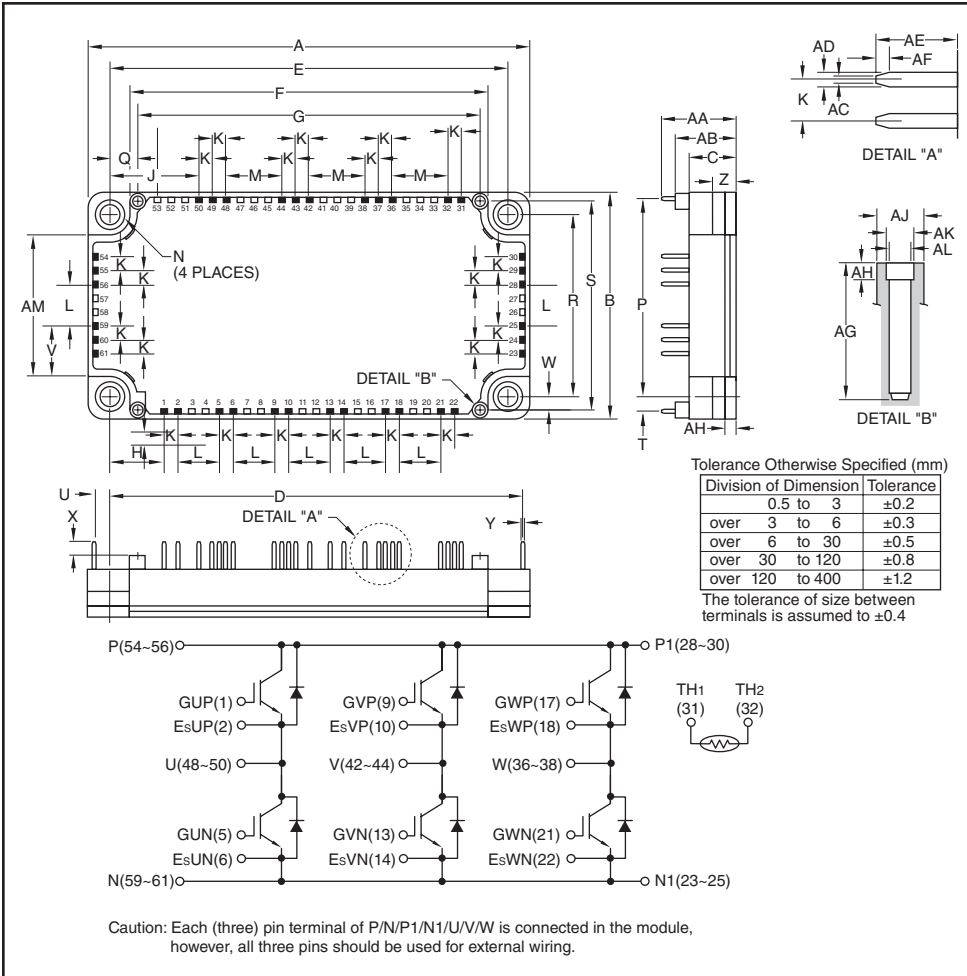 A
E
F
G
K K K
Q K K K
J M M M
53 52 51 50 49 48 47 46 45 44 43 42 41 40 39 38 37 36 35 34 33 32 31
N
(4 PLACES)
54
55
56
57
58
59
60
61
K
K
K
K
AM
L
V
30
29
28
27
26
25
24
23
K
K
K
K
L
W
R
S
B
DETAIL "B"
1 2 3 4 5 6 7 8 9 10 11 12 13 14 15 16 17 18 19 20 21 22
K K K K K K
H L L L L L
AA
AB
C
Z
P
AH
T
AD
AE
AF
K
AC
DETAIL "A"
AJ
AK
AL
AH
AG
DETAIL "B"
U
D
X
DETAIL "A"
Y
Tolerance Otherwise Specified (mm)
Division of Dimension Tolerance
0.5 to 3 ±0.2
over 3 to 6 ±0.3
over 6 to 30 ±0.5
over 30 to 120 ±0.8
over 120 to 400 ±1.2
The tolerance of size between
terminals is assumed to ±0.4
P(54~56) P1(28~30)
GUP(1) GVP(9) GWP(17)
EsUP(2) EsVP(10) EsWP(18)
TH1 TH2
(31) (32)
U(48~50) V(42~44) W(36~38)
GUN(5) GVN(13) GWN(21)
EsUN(6) EsVN(14) EsWN(22)
N(59~61) N1(23~25)
Caution: Each (three) pin terminal of P/N/P1/N1/U/V/W is connected in the module,
however, all three pins should be used for external wiring.